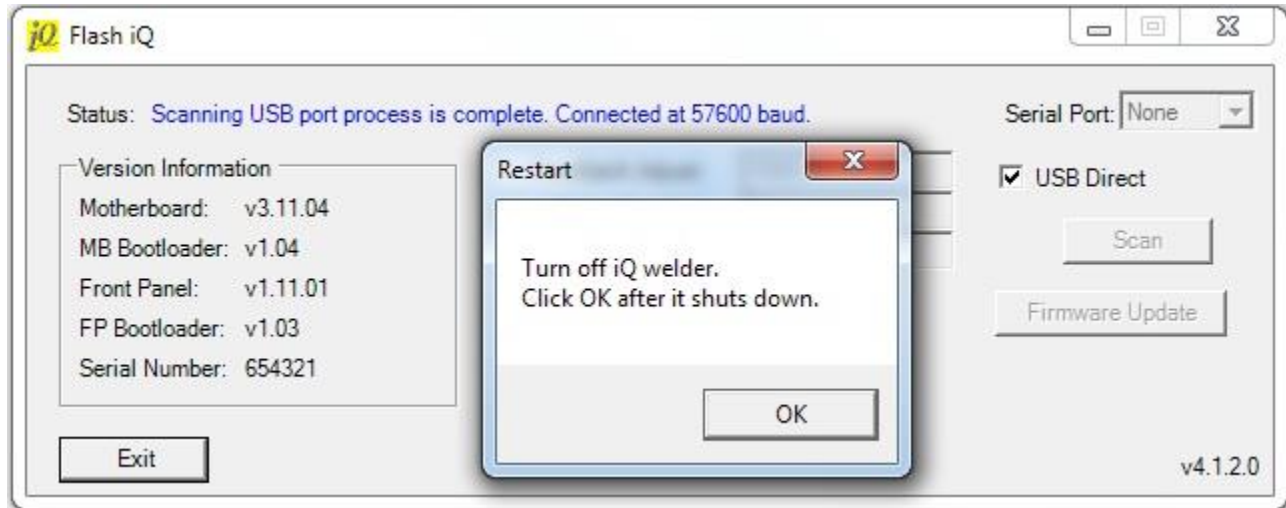 iQ Flash iQ
Status: Scanning USB port process is complete. Connected at 57600 baud.
Serial Port: None
Version Information
Motherboard: v3.11.04
MB Bootloader: v1.04
Front Panel: v1.11.01
FP Bootloader: v1.03
Serial Number: 654321
Restart
Turn off iQ welder.
Click OK after it shuts down.
OK
USB Direct
Scan
Firmware Update
Exit
v4.1.2.0